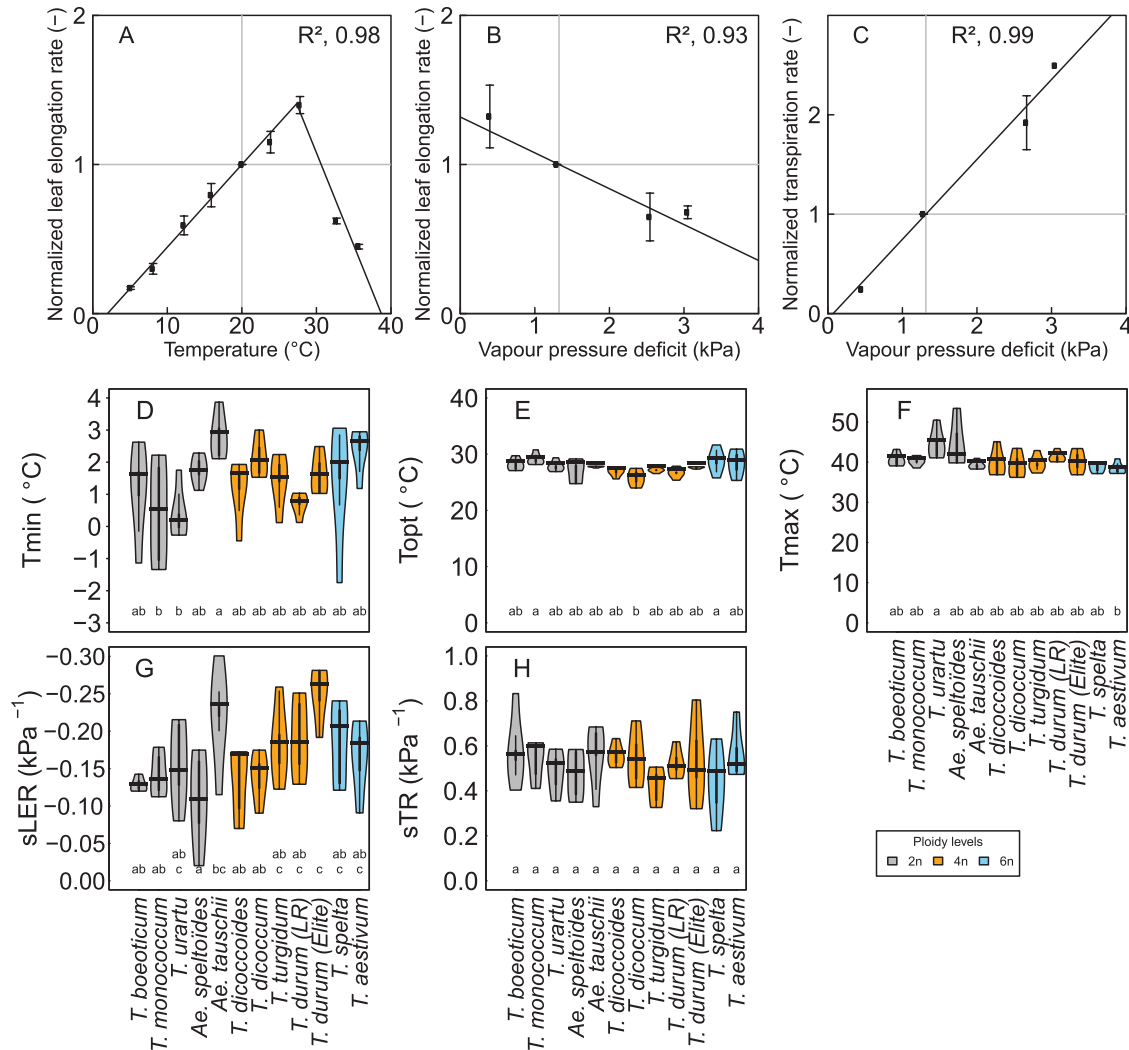 A
R², 0.98
Normalized leaf elongation rate (−)
0
1
2
0
10
20
30
40
Temperature (°C)
B
R², 0.93
Normalized leaf elongation rate (−)
0
1
2
0
1
2
3
4
Vapour pressure deficit (kPa)
C
R², 0.99
Normalized transpiration rate (−)
0
1
2
0
1
2
3
4
Vapour pressure deficit (kPa)
D
Tmin ( °C)
4
3
2
1
0
−1
−2
−3
ab b b ab a ab ab ab b ab ab ab
E
Topt ( °C)
40
30
20
10
0
ab a ab ab ab ab b ab ab ab a ab
F
Tmax ( °C)
50
40
30
20
10
0
ab ab a ab ab ab ab ab ab ab ab b
T. boeoticum
T. monococcum
T. urartu
Ae. speltoïdes
Ae. tauschii
T. dicoccoides
T. dicoccum
T. turgidum
T. durum (LR)
T. durum (Elite)
T. spelta
T. aestivum
G
sLER (kPa −1)
−0.30
−0.25
−0.20
−0.15
−0.10
−0.05
0.00
ab ab ab ab ab ab
ab ab c a bc ab ab c c c c c
T. boeoticum
T. monococcum
T. urartu
Ae. speltoïdes
Ae. tauschii
T. dicoccoides
T. dicoccum
T. turgidum
T. durum (LR)
T. durum (Elite)
T. spelta
T. aestivum
H
sTR (kPa −1)
1.0
0.8
0.6
0.4
0.2
0.0
a a a a a a a a a a a a
T. boeoticum
T. monococcum
T. urartu
Ae. speltoïdes
Ae. tauschii
T. dicoccoides
T. dicoccum
T. turgidum
T. durum (LR)
T. durum (Elite)
T. spelta
T. aestivum
Ploidy levels
2n 4n 6n